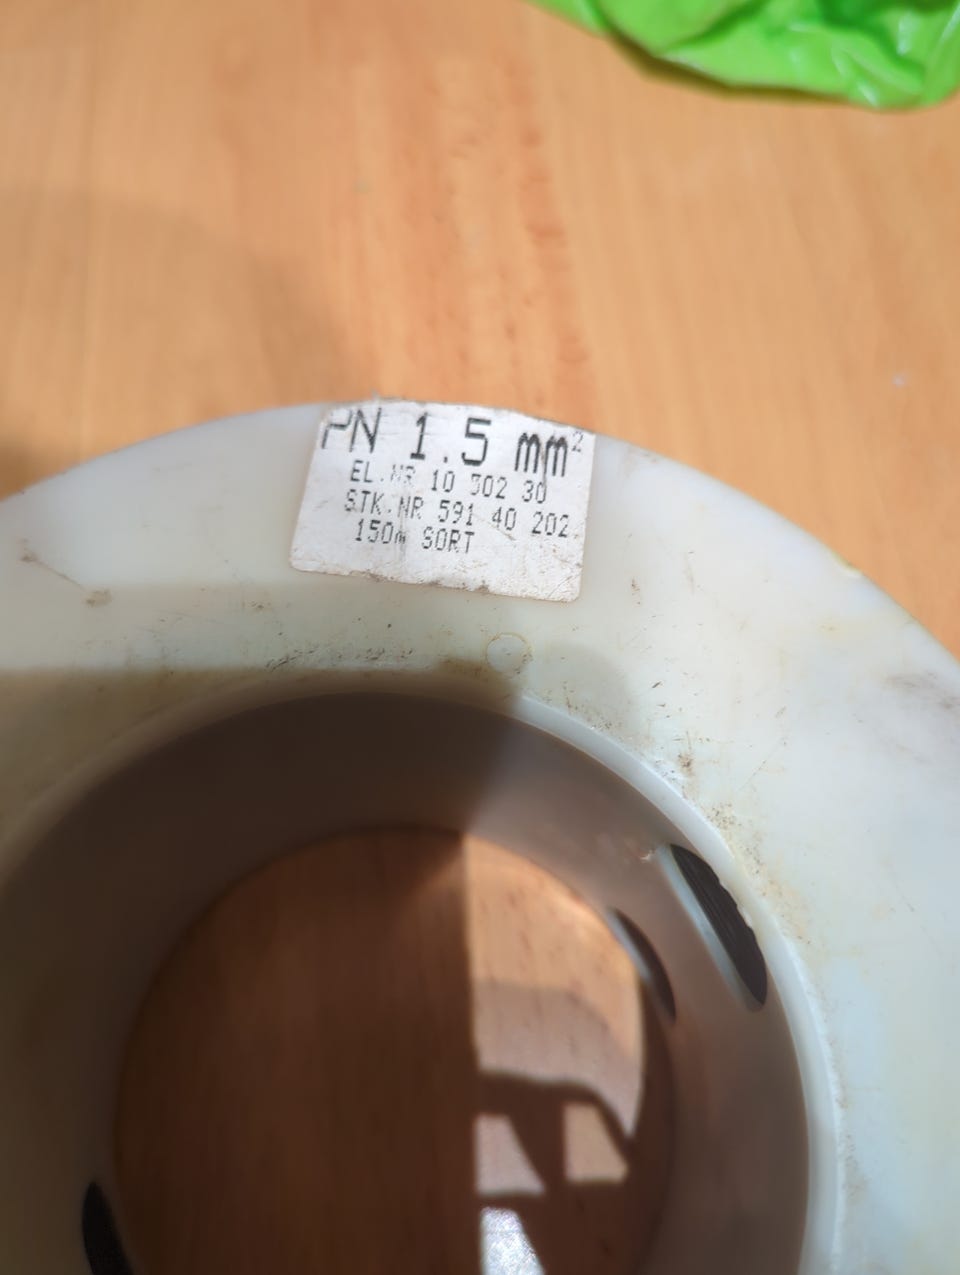 PN 1.5 mm²
EL.NR 10 302 30
STK.NR 591 40 202
150m SORT